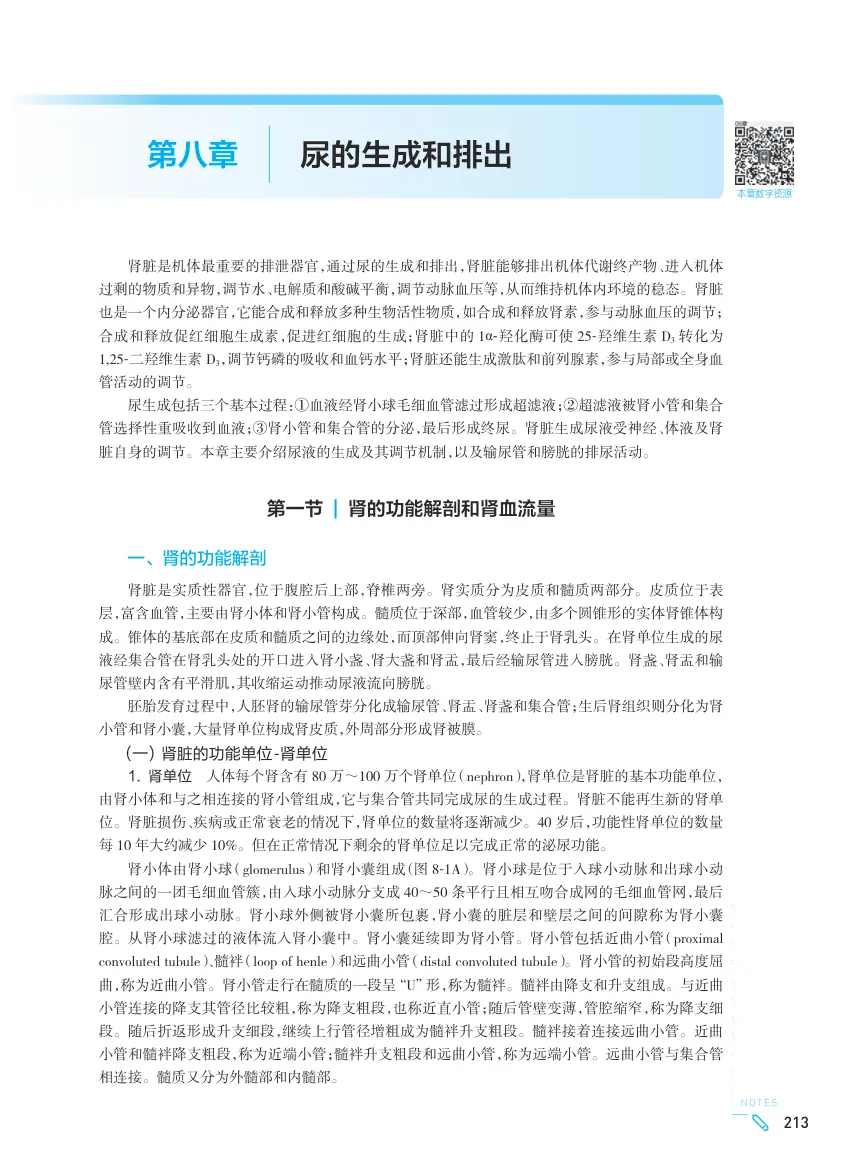 第八章 尿的生成和排出
08章
本章数字资源
肾脏是机体最重要的排泄器官,通过尿的生成和排出,肾脏能够排出机体代谢终产物、进入机体
过剩的物质和异物,调节水、电解质和酸碱平衡,调节动脉血压等,从而维持机体内环境的稳态。肾脏
也是一个内分泌器官,它能合成和释放多种生物活性物质,如合成和释放肾素,参与动脉血压的调节;
合成和释放促红细胞生成素,促进红细胞的生成;肾脏中的 1α-羟化酶可使 25-羟维生素 D₃ 转化为
1,25-二羟维生素 D₃,调节钙磷的吸收和血钙水平;肾脏还能生成激肽和前列腺素,参与局部或全身血
管活动的调节。
尿生成包括三个基本过程:①血液经肾小球毛细血管滤过形成超滤液;②超滤液被肾小管和集合
管选择性重吸收到血液;③肾小管和集合管的分泌,最后形成终尿。肾脏生成尿液受神经、体液及肾
脏自身的调节。本章主要介绍尿液的生成及其调节机制,以及输尿管和膀胱的排尿活动。
第一节 | 肾的功能解剖和肾血流量
一、肾的功能解剖
肾脏是实质性器官,位于腹腔后上部,脊椎两旁。肾实质分为皮质和髓质两部分。皮质位于表
层,富含血管,主要由肾小体和肾小管构成。髓质位于深部,血管较少,由多个圆锥形的实体肾锥体构
成。锥体的基底部在皮质和髓质之间的边缘处,而顶部伸向肾窦,终止于肾乳头。在肾单位生成的尿
液经集合管在肾乳头处的开口进入肾小盏、肾大盏和肾盂,最后经输尿管进入膀胱。肾盏、肾盂和输
尿管壁内含有平滑肌,其收缩运动推动尿液流向膀胱。
胚胎发育过程中,人胚肾的输尿管芽分化成输尿管、肾盂、肾盏和集合管;生后肾组织则分化为肾
小管和肾小囊,大量肾单位构成肾皮质,外周部分形成肾被膜。
(一)肾脏的功能单位-肾单位
1. 肾单位 人体每个肾含有 80 万～100 万个肾单位(nephron),肾单位是肾脏的基本功能单位,
由肾小体和与之相连接的肾小管组成,它与集合管共同完成尿的生成过程。肾脏不能再生新的肾单
位。肾脏损伤、疾病或正常衰老的情况下,肾单位的数量将逐渐减少。40 岁后,功能性肾单位的数量
每 10 年大约减少 10%。但在正常情况下剩余的肾单位足以完成正常的泌尿功能。
肾小体由肾小球(glomerulus)和肾小囊组成(图 8-1A)。肾小球是位于入球小动脉和出球小动
脉之间的一团毛细血管簇,由入球小动脉分支成 40～50 条平行且相互吻合成网的毛细血管网,最后
汇合形成出球小动脉。肾小球外侧被肾小囊所包裹,肾小囊的脏层和壁层之间的间隙称为肾小囊
腔。从肾小球滤过的液体流入肾小囊中。肾小囊延续即为肾小管。肾小管包括近曲小管(proximal
convoluted tubule)、髓袢(loop of henle)和远曲小管(distal convoluted tubule)。肾小管的初始段高度屈
曲,称为近曲小管。肾小管走行在髓质的一段呈 “U” 形,称为髓袢。髓袢由降支和升支组成。与近曲
小管连接的降支其管径比较粗,称为降支粗段,也称近直小管;随后管壁变薄,管腔缩窄,称为降支细
段。随后折返形成升支细段,继续上行管径增粗成为髓袢升支粗段。髓袢接着连接远曲小管。近曲
小管和髓袢降支粗段,称为近端小管;髓袢升支粗段和远曲小管,称为远端小管。远曲小管与集合管
相连接。髓质又分为外髓部和内髓部。
NOTES
213